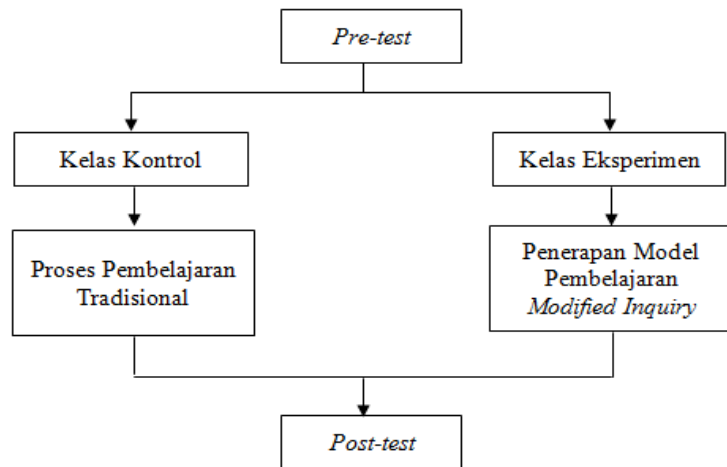 Pre-test
Kelas Kontrol
Kelas Eksperimen
Proses Pembelajaran
Tradisional
Penerapan Model
Pembelajaran
Modified Inquiry
Post-test